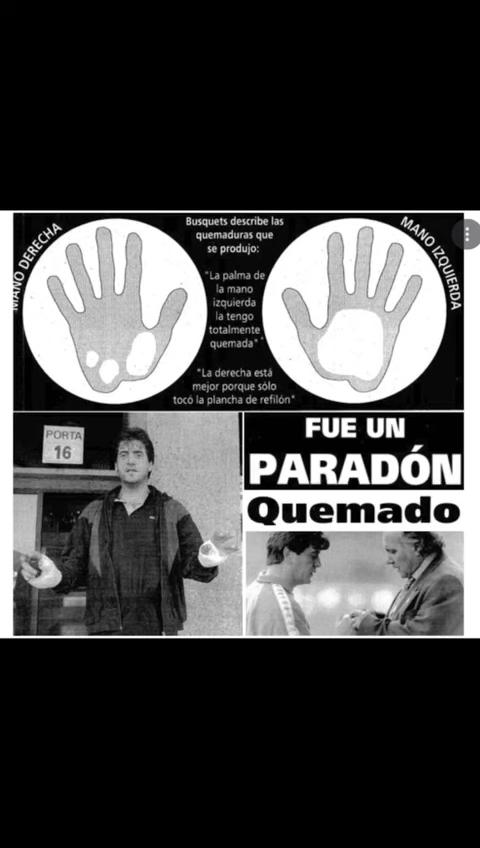 MANO DERECHA
Busquets describe las
quemaduras que
se produjo:
"La palma de
la mano
izquierda
la tengo
totalmente
quemada"
"La derecha está
mejor porque sólo
tocó la plancha de refilón"
MANO IZQUIERDA
PORTA
16
FUE UN
PARADÓN
Quemado